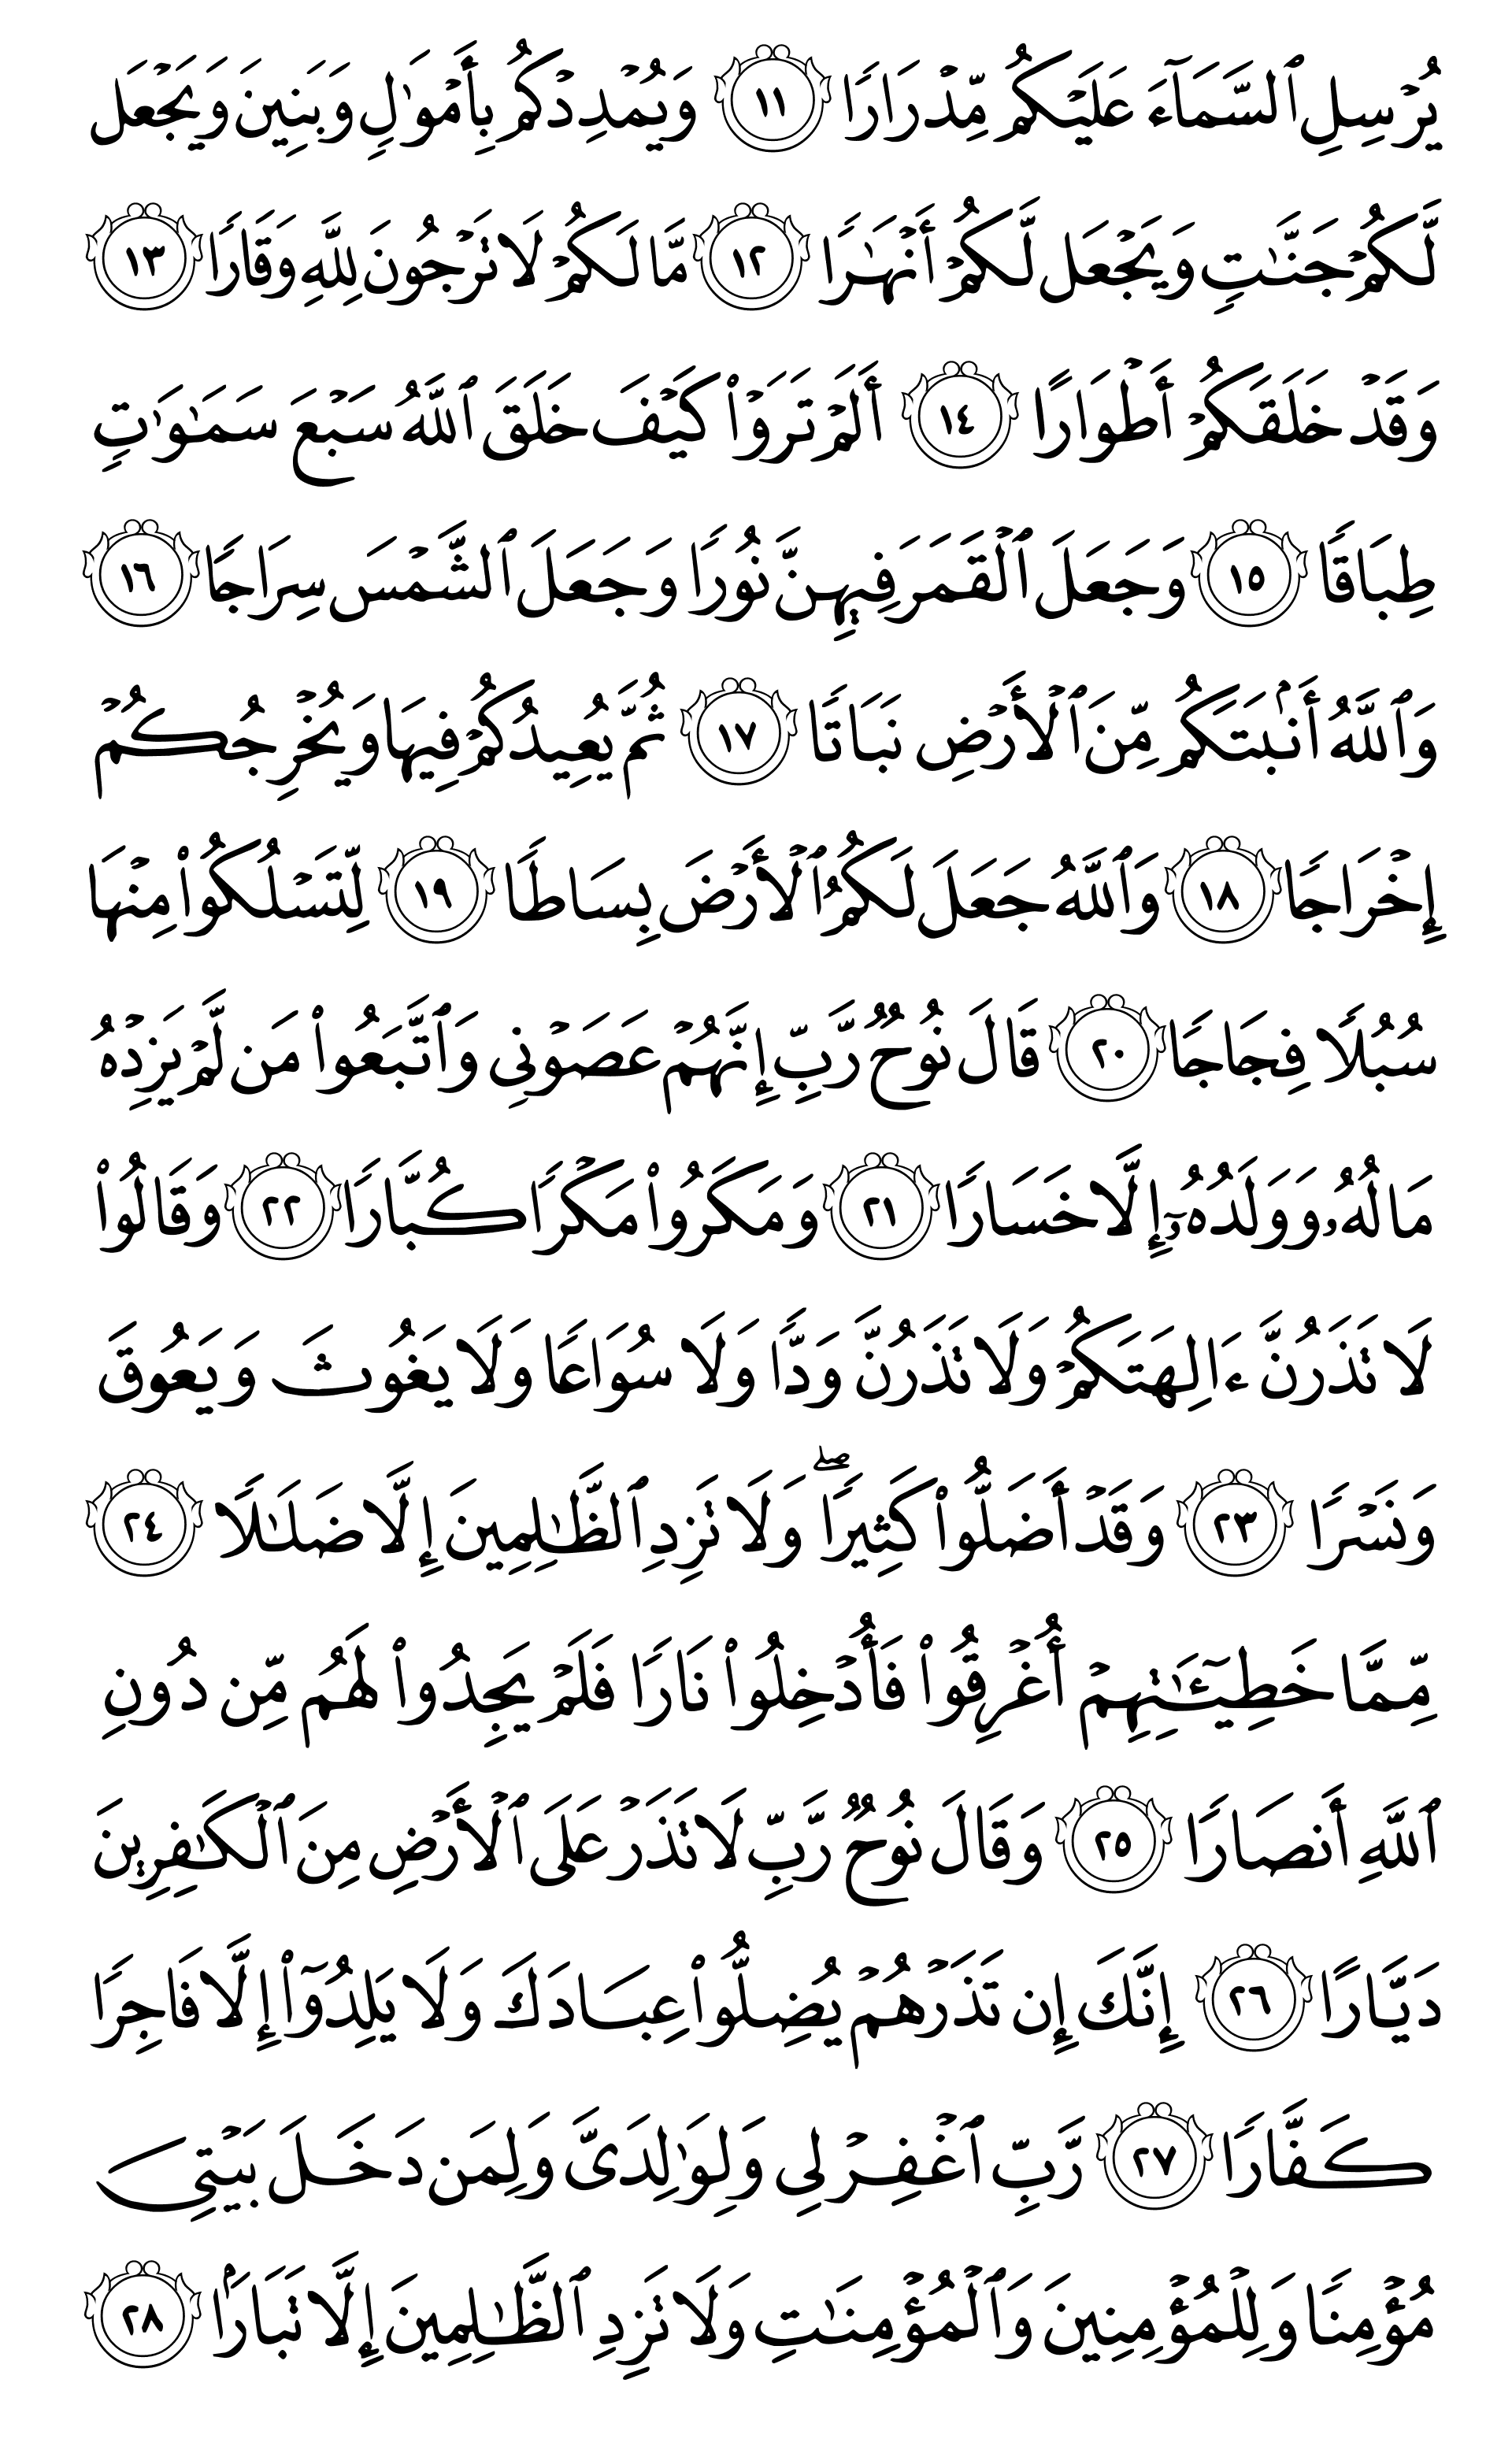 يُرْسِلِ ٱلسَّمَآءَ عَلَيْكُم مِّدْرَارًا ١١ وَيُمْدِدْكُم بِأَمْوَٰلٍ وَبَنِينَ وَيَجْعَل
لَّكُمْ جَنَّـٰتٍ وَيَجْعَل لَّكُمْ أَنْهَـٰرًا ١٢ مَّا لَكُمْ لَا تَرْجُونَ لِلَّهِ وَقَارًا ١٣
وَقَدْ خَلَقَكُمْ أَطْوَارًا ١٤ أَلَمْ تَرَوْا۟ كَيْفَ خَلَقَ ٱللَّهُ سَبْعَ سَمَـٰوَٰتٍ
طِبَاقًا ١٥ وَجَعَلَ ٱلْقَمَرَ فِيهِنَّ نُورًا وَجَعَلَ ٱلشَّمْسَ سِرَاجًا ١٦
وَٱللَّهُ أَنۢبَتَكُم مِّنَ ٱلْأَرْضِ نَبَاتًا ١٧ ثُمَّ يُعِيدُكُمْ فِيهَا وَيُخْرِجُكُمْ
إِخْرَاجًا ١٨ وَٱللَّهُ جَعَلَ لَكُمُ ٱلْأَرْضَ بِسَاطًا ١٩ لِّتَسْلُكُوا۟ مِنْهَا
سُبُلًا فِجَاجًا ٢٠ قَالَ نُوحٌ رَّبِّ إِنَّهُمْ عَصَوْنِى وَٱتَّبَعُوا۟ مَن لَّمْ يَزِدْهُ
مَالُهُۥ وَوَلَدُهُۥٓ إِلَّا خَسَارًا ٢١ وَمَكَرُوا۟ مَكْرًا كُبَّارًا ٢٢ وَقَالُوا۟
لَا تَذَرُنَّ ءَالِهَتَكُمْ وَلَا تَذَرُنَّ وَدًّا وَلَا سُوَاعًا وَلَا يَغُوثَ وَيَعُوقَ
وَنَسْرًا ٢٣ وَقَدْ أَضَلُّوا۟ كَثِيرًا ۖ وَلَا تَزِدِ ٱلظَّـٰلِمِينَ إِلَّا ضَلَـٰلًا ٢٤
مِّمَّا خَطِيٓـَٔـٰتِهِمْ أُغْرِقُوا۟ فَأُدْخِلُوا۟ نَارًا فَلَمْ يَجِدُوا۟ لَهُم مِّن دُونِ
ٱللَّهِ أَنصَارًا ٢٥ وَقَالَ نُوحٌ رَّبِّ لَا تَذَرْ عَلَى ٱلْأَرْضِ مِنَ ٱلْكَـٰفِرِينَ
دَيَّارًا ٢٦ إِنَّكَ إِن تَذَرْهُمْ يُضِلُّوا۟ عِبَادَكَ وَلَا يَلِدُوٓا۟ إِلَّا فَاجِرًا
كَفَّارًا ٢٧ رَّبِّ ٱغْفِرْ لِى وَلِوَٰلِدَىَّ وَلِمَن دَخَلَ بَيْتِىَ
مُؤْمِنًا وَلِلْمُؤْمِنِينَ وَٱلْمُؤْمِنَـٰتِ وَلَا تَزِدِ ٱلظَّـٰلِمِينَ إِلَّا تَبَارًۢا ٢٨